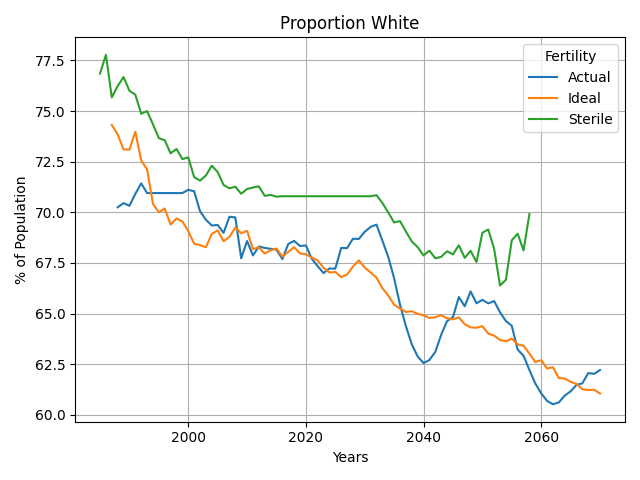 Proportion White
Fertility
Actual
Ideal
Sterile
% of Population
77.5
75.0
72.5
70.0
67.5
65.0
62.5
60.0
2000 2020 2040 2060
Years